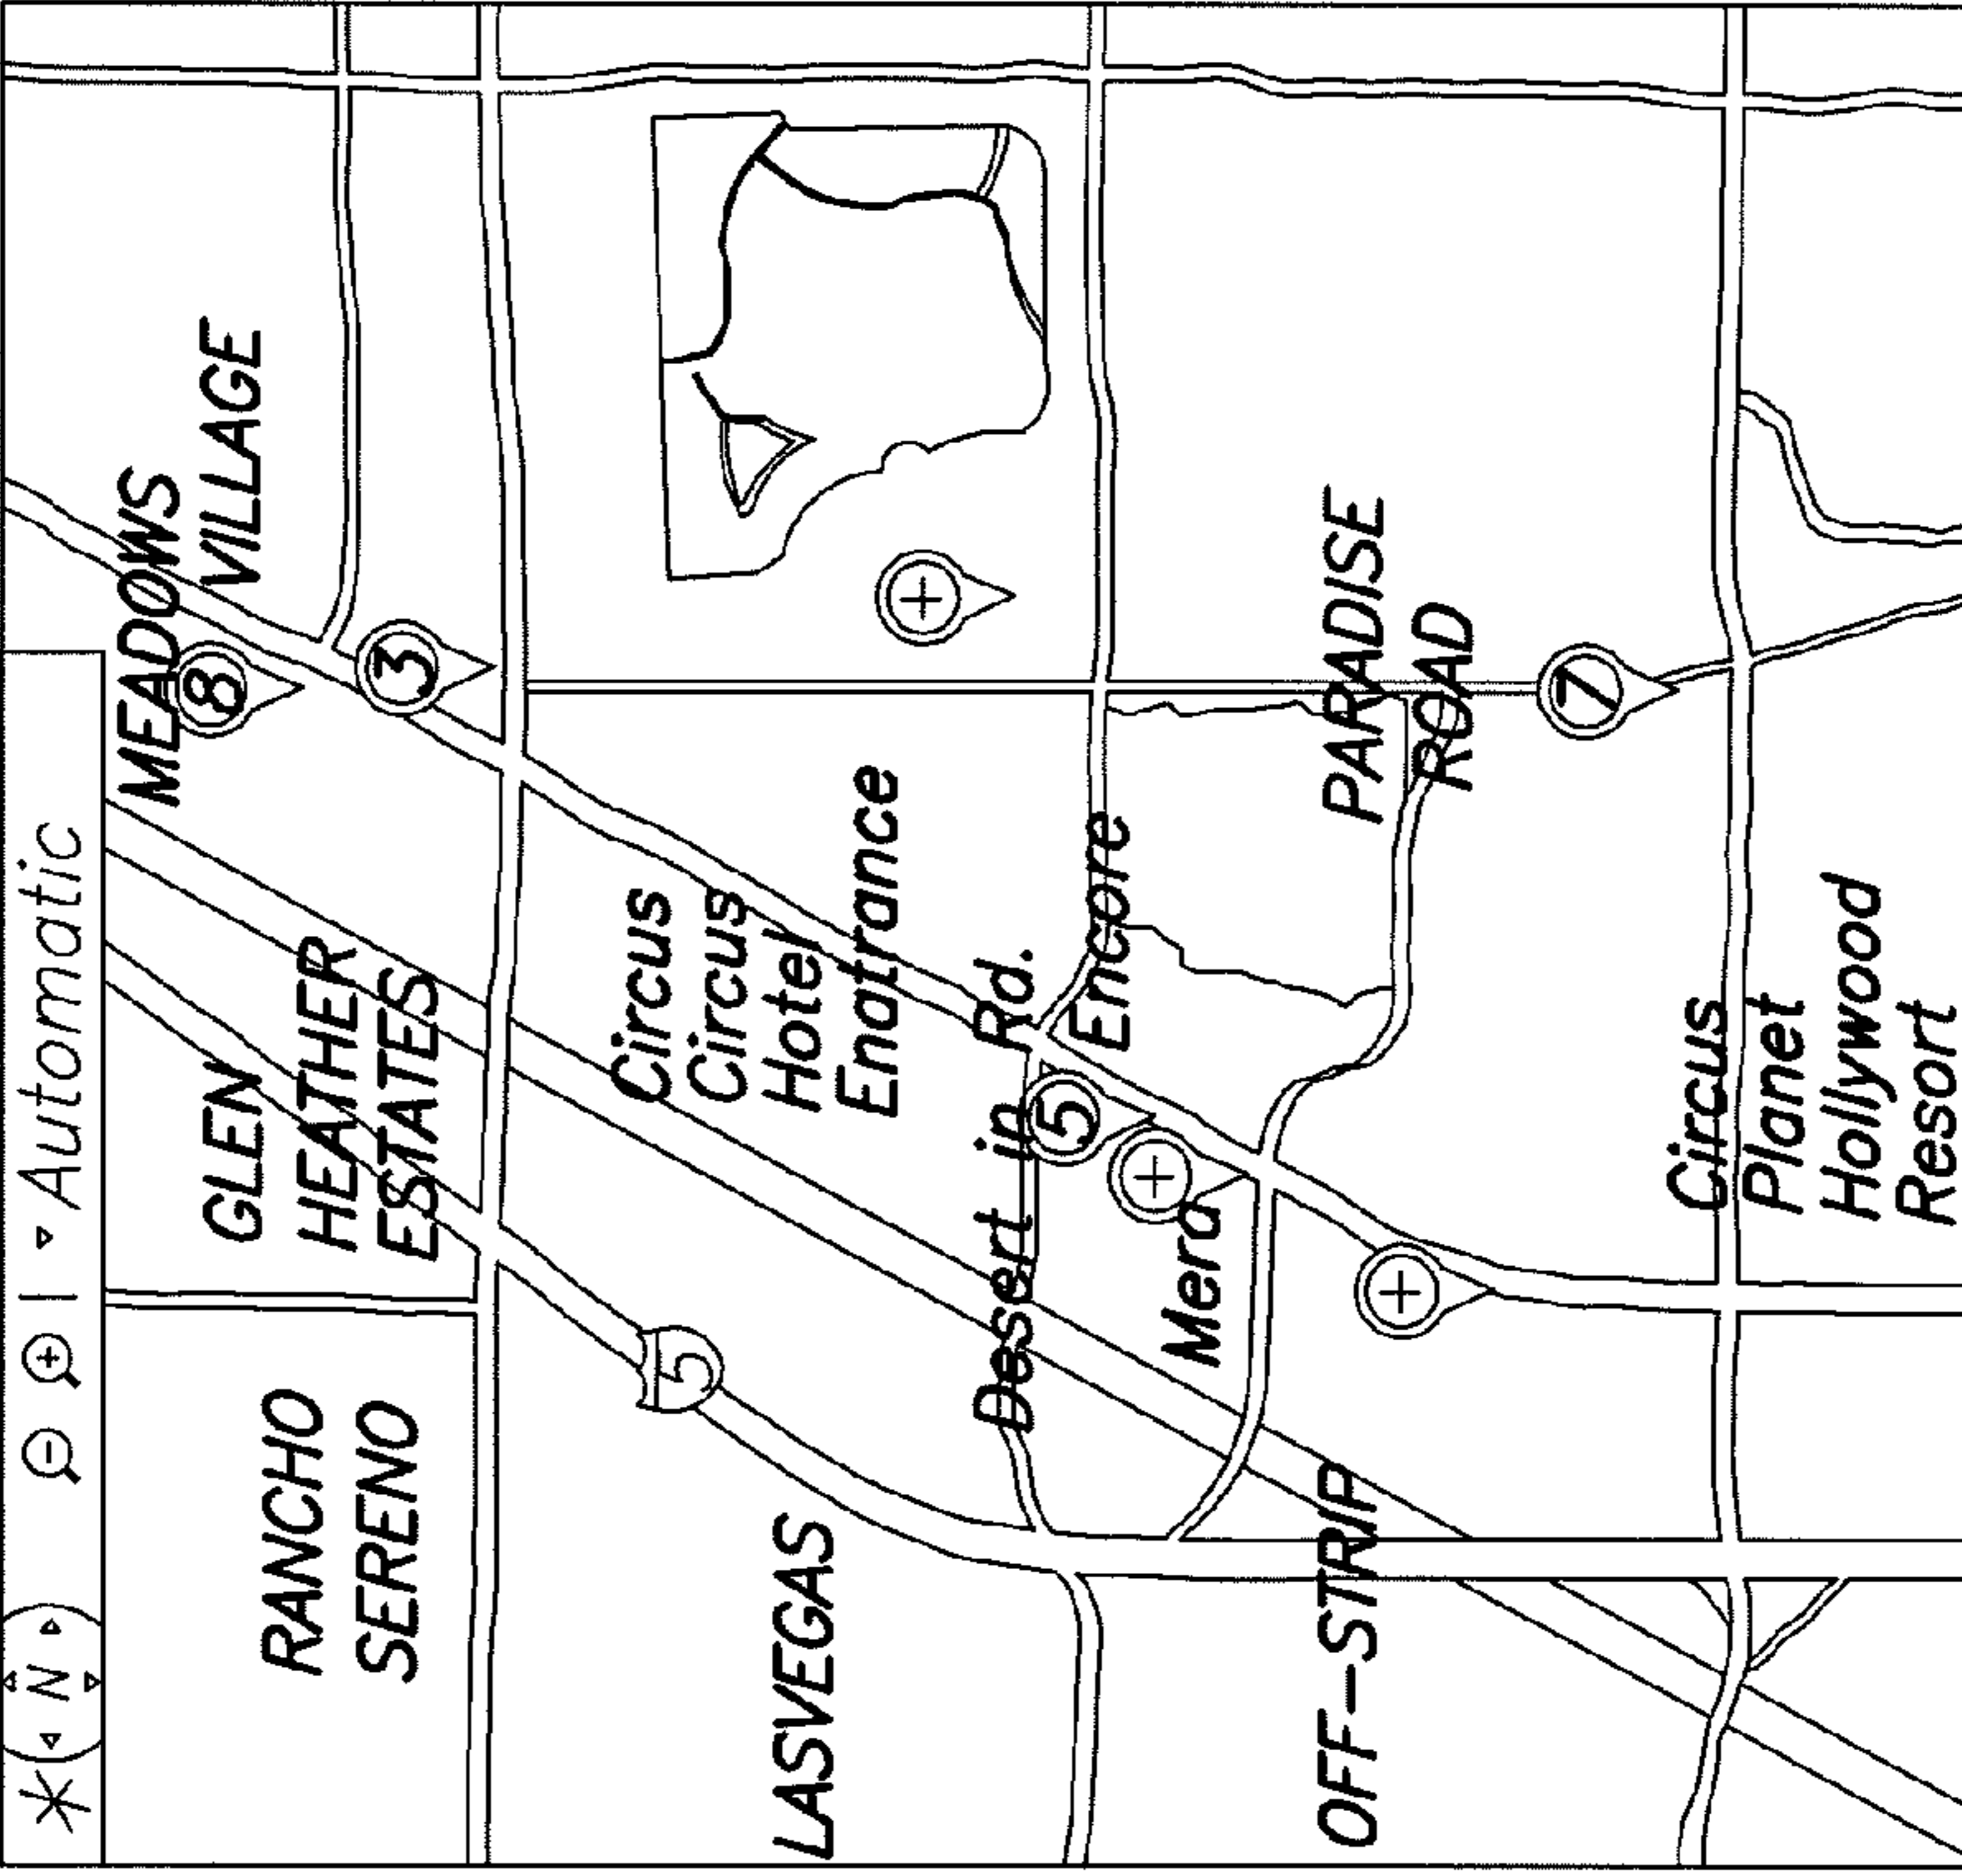 N Automatic
MEADOWS
VILLAGE
8
GLEN
HEATHER
ESTATES
RANCHO
SERENO
3
Circus
Circus
Hotel
Enatrance
5
LASVEGAS
Desert in Rd.
5
Encore
Mera
PARADISE
ROAD
OFF-STRIP
7
Circus
Planet
Hollywood
Resort